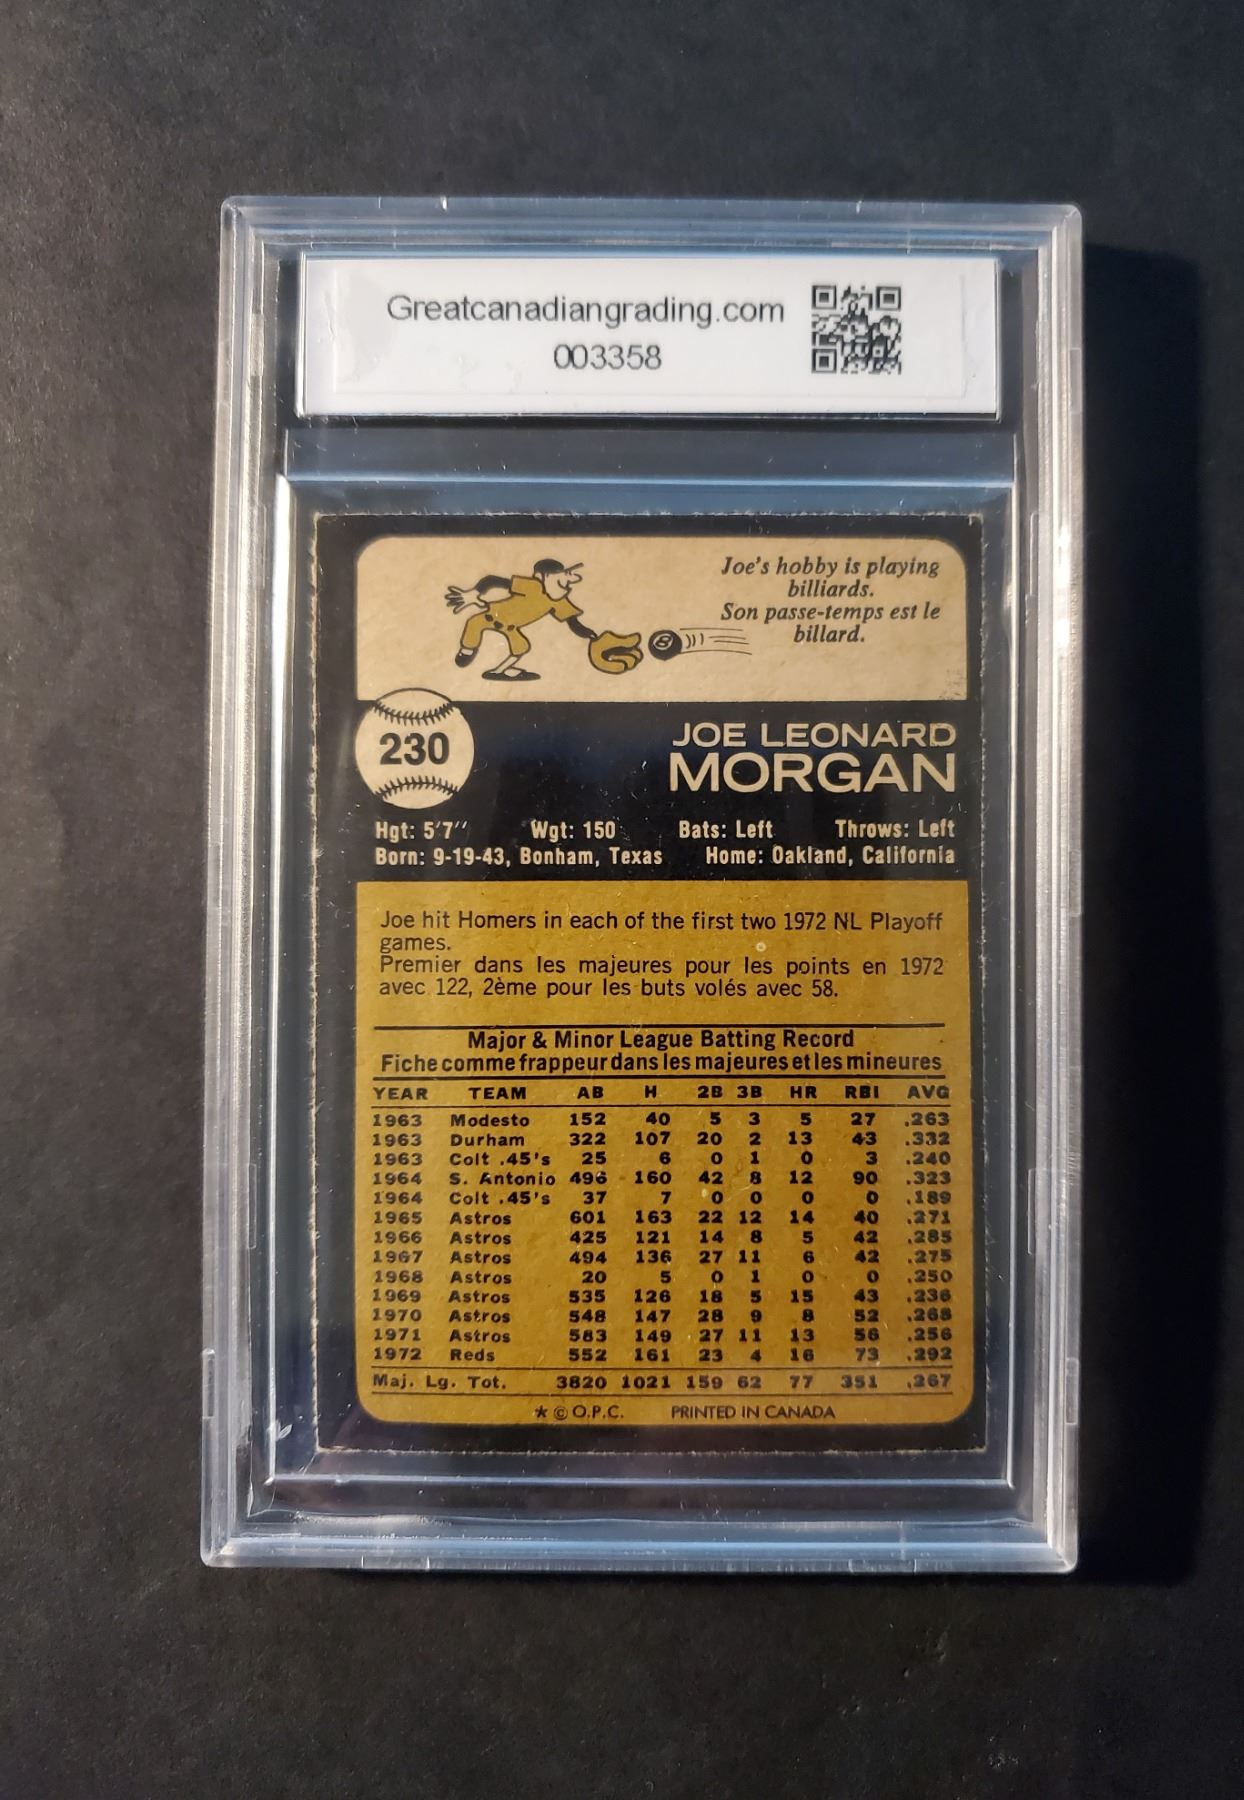 Greatcanadiangrading.com
003358
Joe's hobby is playing
billiards.
Son passe-temps est le
billard.
8
230
JOE LEONARD
MORGAN
Hgt: 5'7" Wgt: 150 Bats: Left Throws: Left
Born: 9-19-43, Bonham, Texas Home: Oakland, California
Joe hit Homers in each of the first two 1972 NL Playoff
games.
Premier dans les majeures pour les points en 1972
avec 122, 2ème pour les buts volés avec 58.
Major & Minor League Batting Record
Fiche comme frappeur dans les majeures et les mineures
YEAR TEAM AB H 2B 3B HR RBI AVG
1963 Modesto 152 40 5 3 5 27 .263
1963 Durham 322 107 20 2 13 43 .332
1963 Colt .45's 25 6 0 1 0 3 .240
1964 S. Antonio 496 160 42 8 12 90 .323
1964 Colt .45's 37 7 0 0 0 0 .189
1965 Astros 601 163 22 12 14 40 .271
1966 Astros 425 121 14 8 5 42 .285
1967 Astros 494 136 27 11 6 42 .275
1968 Astros 20 5 0 1 0 0 .250
1969 Astros 535 126 18 5 15 43 .236
1970 Astros 548 147 28 9 8 52 .268
1971 Astros 583 149 27 11 13 56 .256
1972 Reds 552 161 23 4 16 73 .292
Maj. Lg. Tot. 3820 1021 159 62 77 351 .267
* © O.P.C. PRINTED IN CANADA